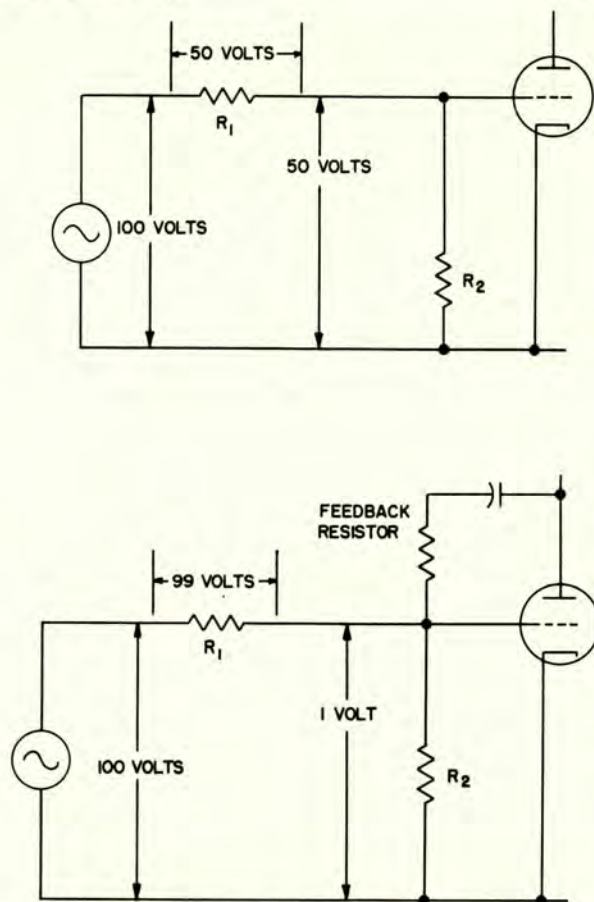 50 VOLTS
R1
50 VOLTS
100 VOLTS
R2
FEEDBACK
RESISTOR
99 VOLTS
R1
1 VOLT
100 VOLTS
R2